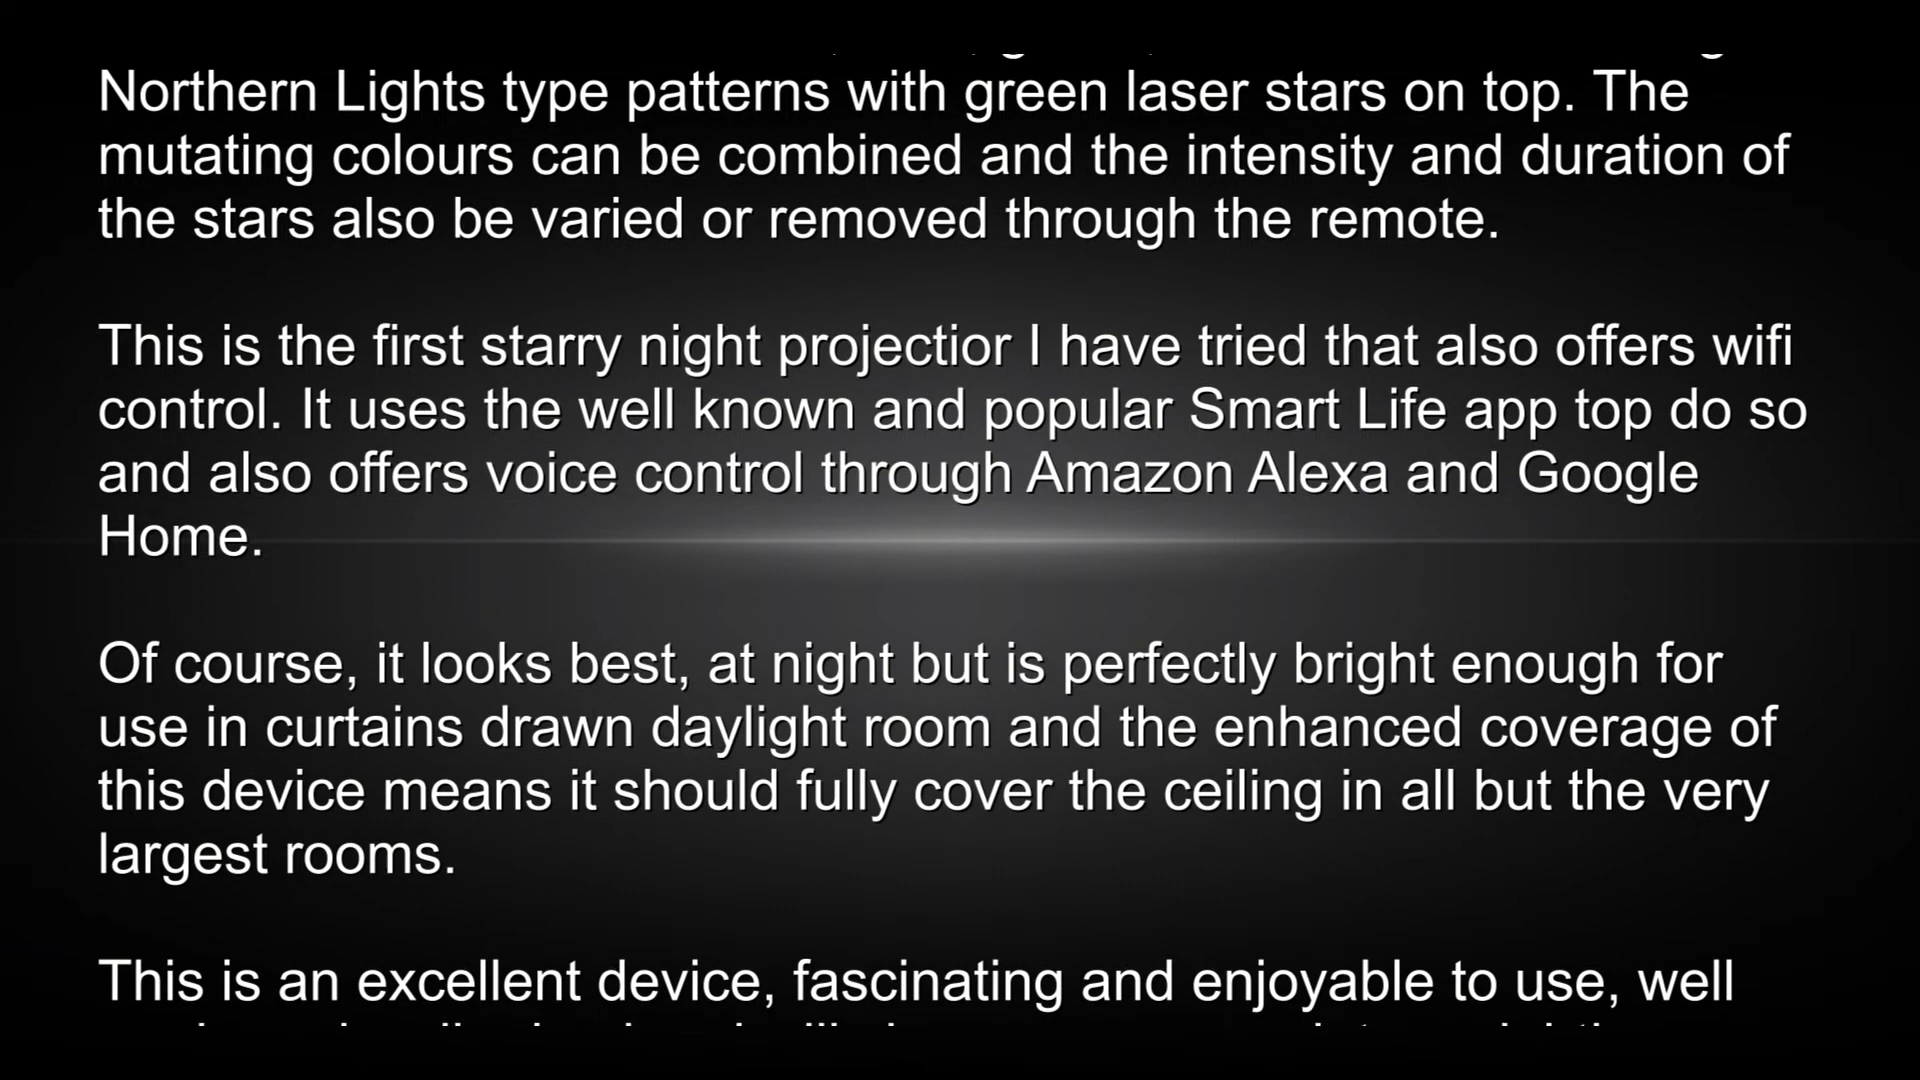 Northern Lights type patterns with green laser stars on top. The
mutating colours can be combined and the intensity and duration of
the stars also be varied or removed through the remote.
This is the first starry night projectior I have tried that also offers wifi
control. It uses the well known and popular Smart Life app top do so
and also offers voice control through Amazon Alexa and Google
Home.
Of course, it looks best, at night but is perfectly bright enough for
use in curtains drawn daylight room and the enhanced coverage of
this device means it should fully cover the ceiling in all but the very
largest rooms.
This is an excellent device, fascinating and enjoyable to use, well